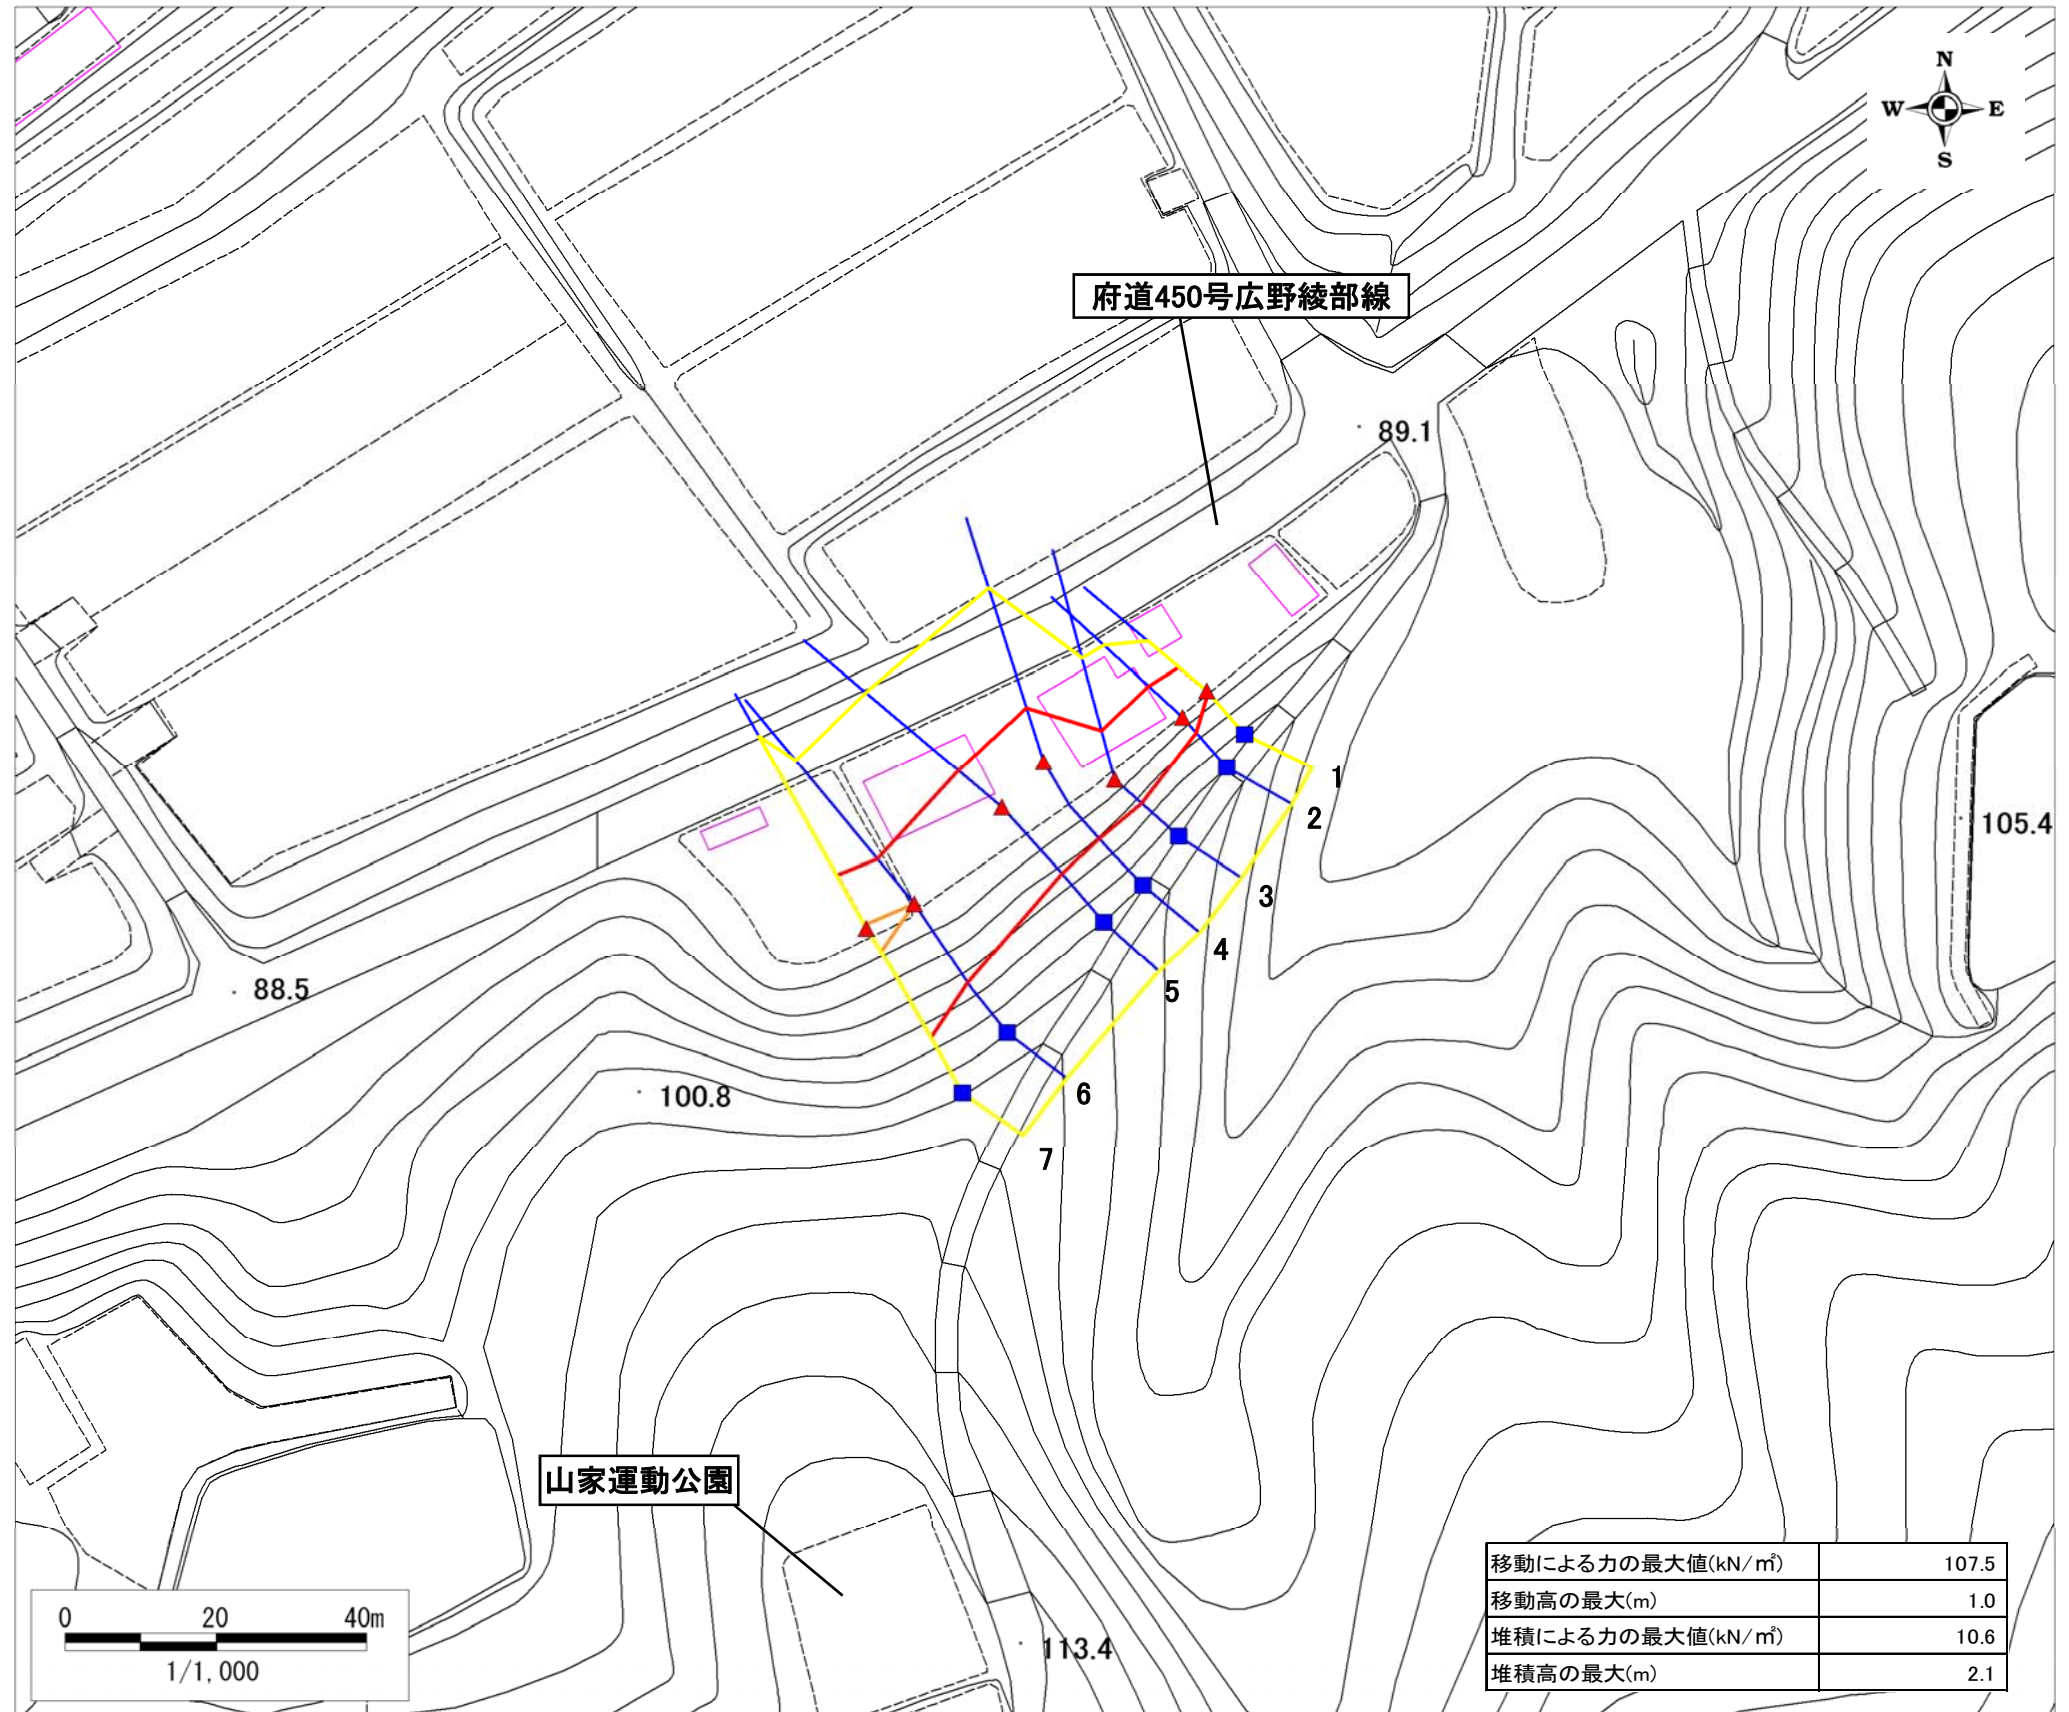 N
W E
S
府道450号広野綾部線
89.1
105.4
1
2
3
4
5
6
7
88.5
100.8
山家運動公園
113.4
0 20 40m
1/1,000
移動による力の最大値(kN/㎡) 107.5
移動高の最大(m) 1.0
堆積による力の最大値(kN/㎡) 10.6
堆積高の最大(m) 2.1